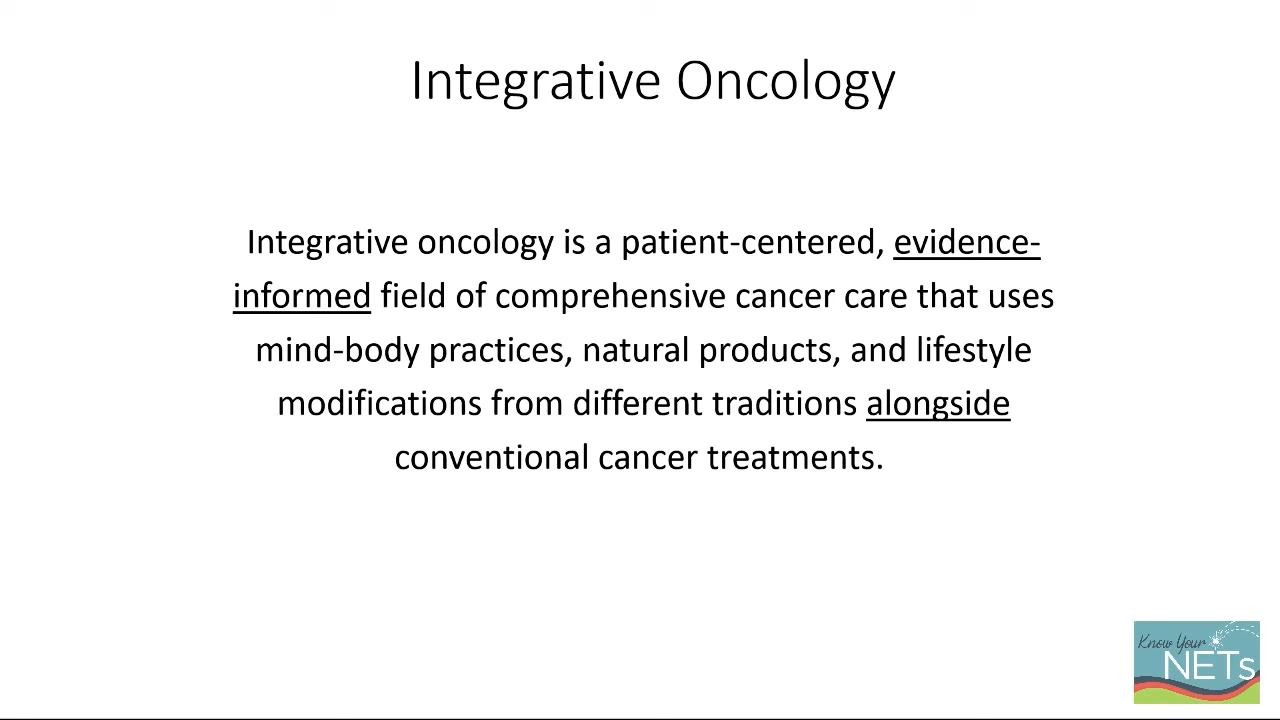 Integrative Oncology
Integrative oncology is a patient-centered, evidence-
informed field of comprehensive cancer care that uses
mind-body practices, natural products, and lifestyle
modifications from different traditions alongside
conventional cancer treatments.
Know Your
NETs